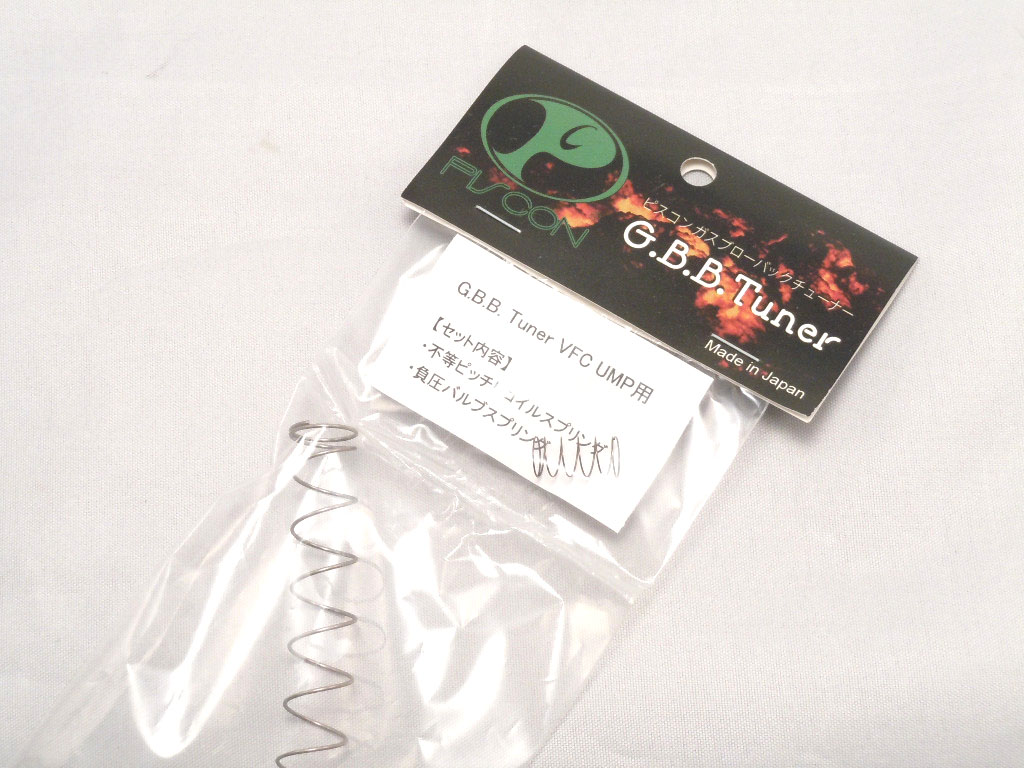 PISCON
ピスコンガスブローバックチューナー
G.B.B.Tuner
Made in Japan
G.B.B. Tuner VFC UMP用
【セット内容】
・不等ピッチリコイルスプリング
・負圧バルブスプリング